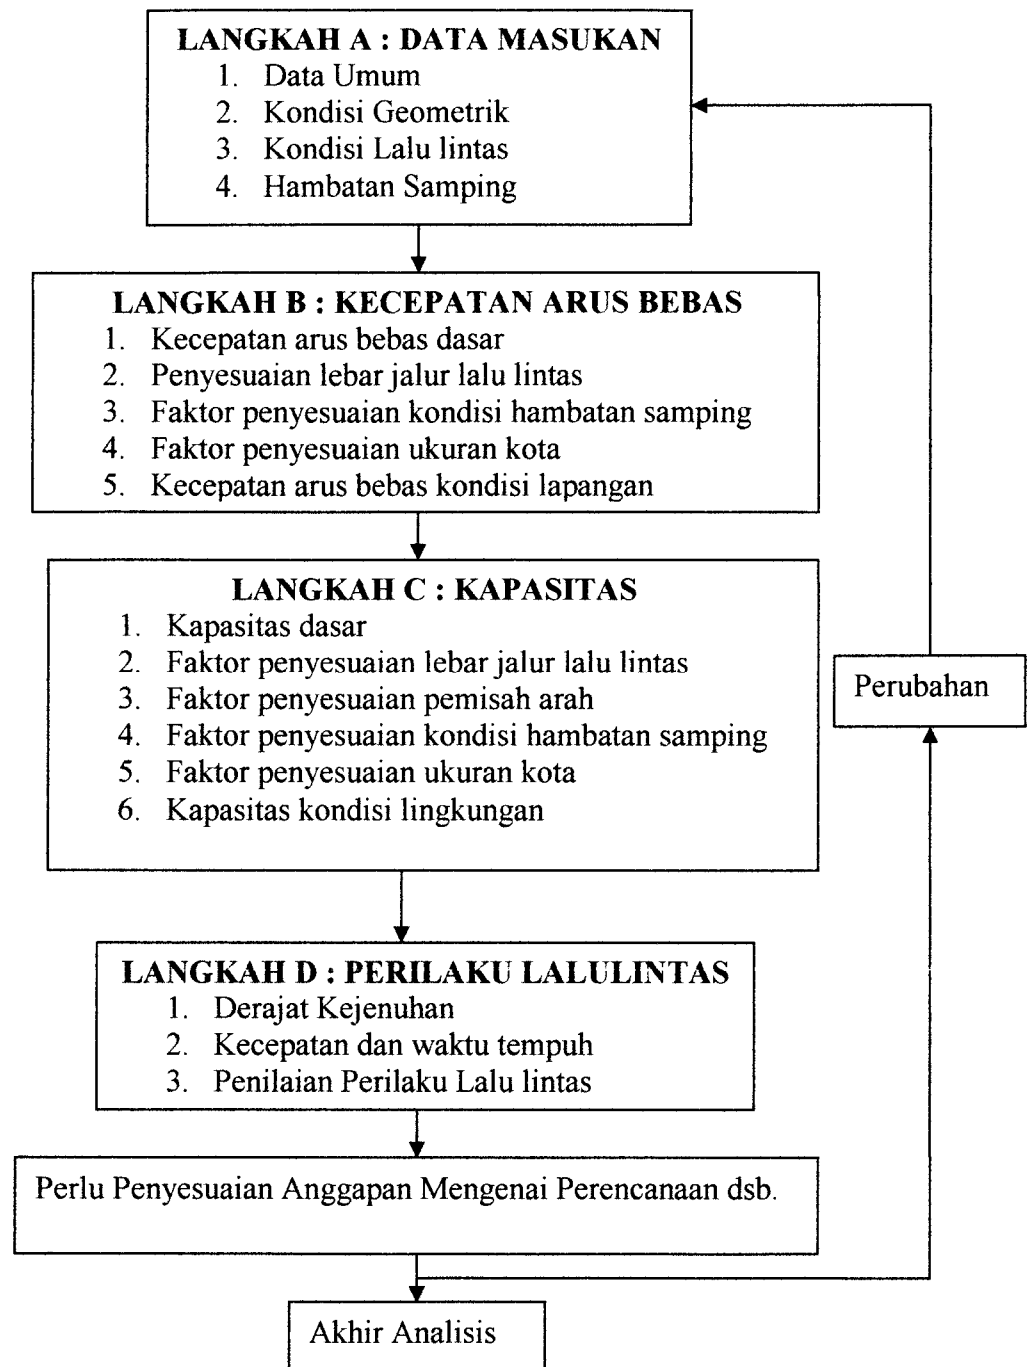 LANGKAH A : DATA MASUKAN
1. Data Umum
2. Kondisi Geometrik
3. Kondisi Lalu lintas
4. Hambatan Samping
LANGKAH B : KECEPATAN ARUS BEBAS
1. Kecepatan arus bebas dasar
2. Penyesuaian lebar jalur lalu lintas
3. Faktor penyesuaian kondisi hambatan samping
4. Faktor penyesuaian ukuran kota
5. Kecepatan arus bebas kondisi lapangan
LANGKAH C : KAPASITAS
1. Kapasitas dasar
2. Faktor penyesuaian lebar jalur lalu lintas
3. Faktor penyesuaian pemisah arah
4. Faktor penyesuaian kondisi hambatan samping
5. Faktor penyesuaian ukuran kota
6. Kapasitas kondisi lingkungan
Perubahan
LANGKAH D : PERILAKU LALULINTAS
1. Derajat Kejenuhan
2. Kecepatan dan waktu tempuh
3. Penilaian Perilaku Lalu lintas
Perlu Penyesuaian Anggapan Mengenai Perencanaan dsb.
Akhir Analisis